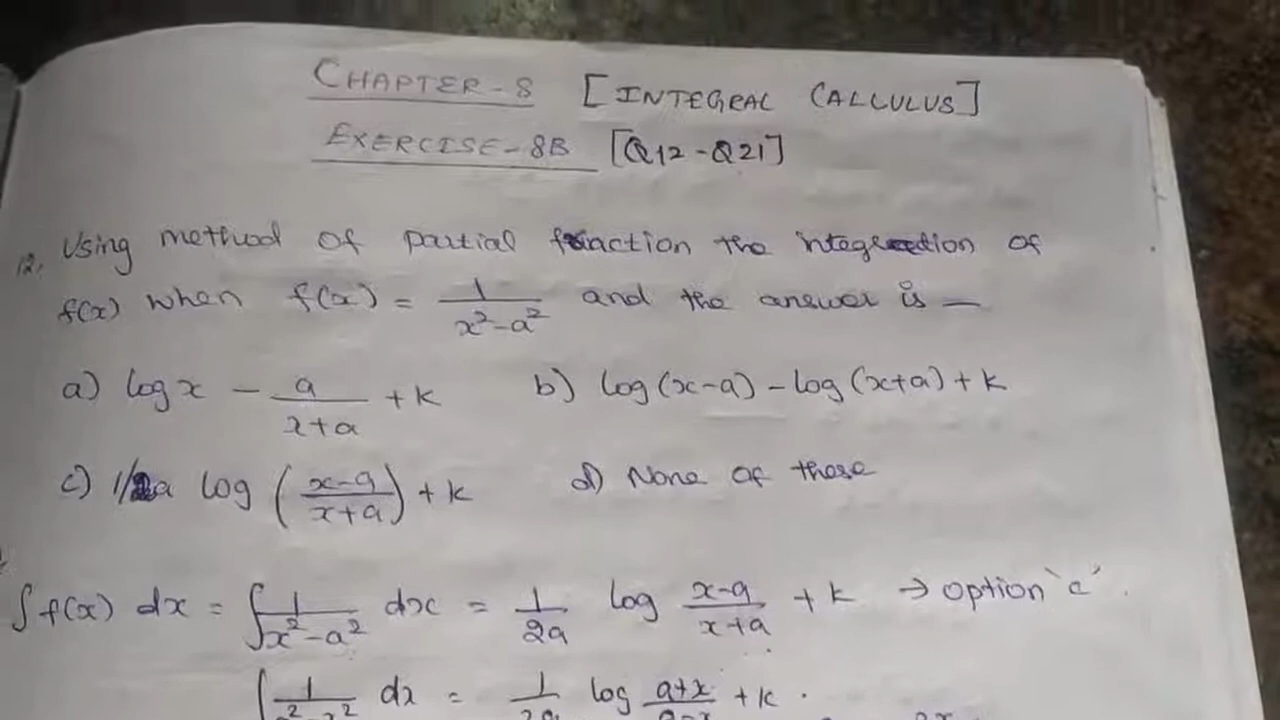 CHAPTER-8 [INTEGRAL CALCULUS]
EXERCISE-8B [Q12-Q21]
12. Using method of partial fraction the integration of
f(x) when f(x) = 1/(x²-a²) and the answer is —
a) log x - a/(x+a) + k b) log(x-a) - log(x+a) + k
c) 1/2a log ((x-a)/(x+a)) + k d) None of these
∫f(x) dx = ∫1/(x²-a²) dx = 1/2a log (x-a)/(x+a) + k → option 'c'.
dx = log a+x + k.